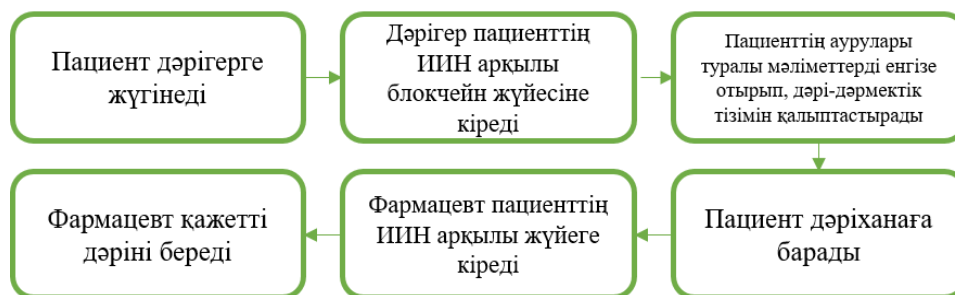 Пациент дәрігерге
жүгінеді
Дәрігер пациенттің
ИИН арқылы
блокчейн жүйесіне
кіреді
Пациенттің аурулары
туралы мәліметтерді енгізе
отырып, дәрі-дәрмектік
тізімін қалыптастырады
Пациент дәріханаға
барады
Фармацевт пациенттің
ИИН арқылы жүйеге
кіреді
Фармацевт қажетті
дәріні береді